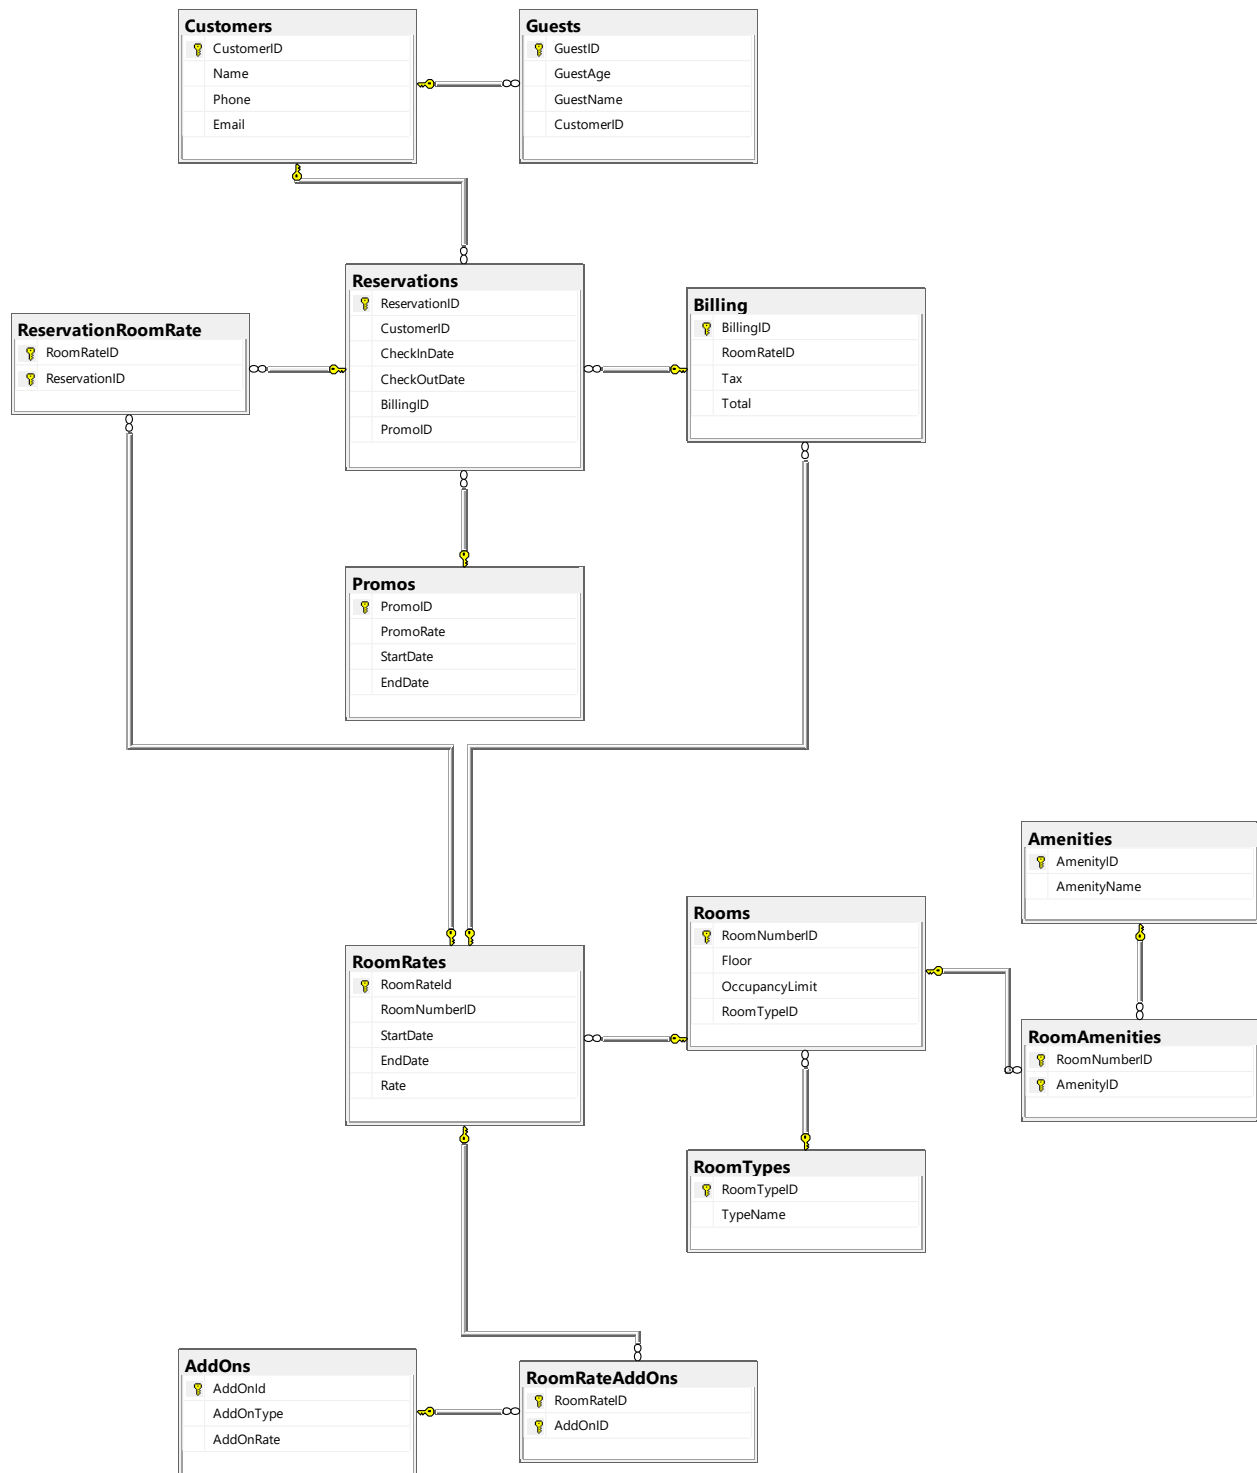 Customers
CustomerID
Name
Phone
Email
Guests
GuestID
GuestAge
GuestName
CustomerID
Reservations
ReservationID
CustomerID
CheckInDate
CheckOutDate
BillingID
PromoID
Billing
BillingID
RoomRateID
Tax
Total
ReservationRoomRate
RoomRateID
ReservationID
Promos
PromoID
PromoRate
StartDate
EndDate
Amenities
AmenityID
AmenityName
Rooms
RoomNumberID
Floor
OccupancyLimit
RoomTypeID
RoomRates
RoomRateId
RoomNumberID
StartDate
EndDate
Rate
RoomAmenities
RoomNumberID
AmenityID
RoomTypes
RoomTypeID
TypeName
AddOns
AddOnId
AddOnType
AddOnRate
RoomRateAddOns
RoomRateID
AddOnID